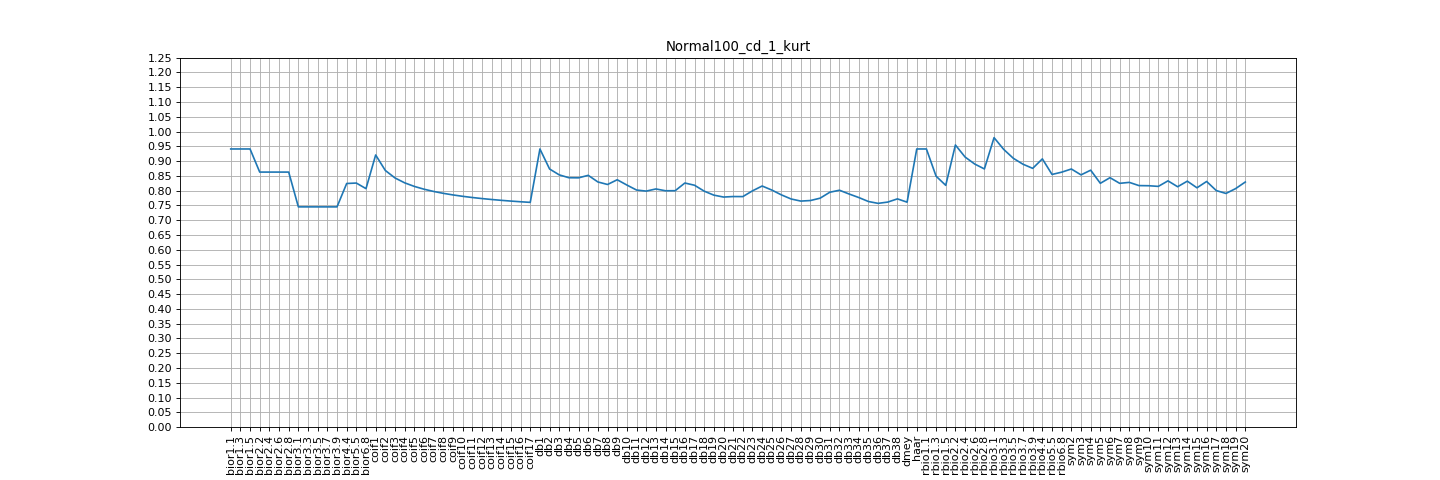 Normal100_cd_1_kurt
1.25
1.20
1.15
1.10
1.05
1.00
0.95
0.90
0.85
0.80
0.75
0.70
0.65
0.60
0.55
0.50
0.45
0.40
0.35
0.30
0.25
0.20
0.15
0.10
0.05
0.00
bior1.1
bior1.3
bior1.5
bior2.2
bior2.4
bior2.6
bior2.8
bior3.1
bior3.3
bior3.5
bior3.7
bior3.9
bior4.4
bior5.5
bior6.8
coif1
coif2
coif3
coif4
coif5
coif6
coif7
coif8
coif9
coif10
coif11
coif12
coif13
coif14
coif15
coif16
coif17
db1
db2
db3
db4
db5
db6
db7
db8
db9
db10
db11
db12
db13
db14
db15
db16
db17
db18
db19
db20
db21
db22
db23
db24
db25
db26
db27
db28
db29
db30
db31
db32
db33
db34
db35
db36
db37
db38
dmey
haar
rbio1.1
rbio1.3
rbio1.5
rbio2.2
rbio2.4
rbio2.6
rbio2.8
rbio3.1
rbio3.3
rbio3.5
rbio3.7
rbio3.9
rbio4.4
rbio5.5
rbio6.8
sym2
sym3
sym4
sym5
sym6
sym7
sym8
sym9
sym10
sym11
sym12
sym13
sym14
sym15
sym16
sym17
sym18
sym19
sym20